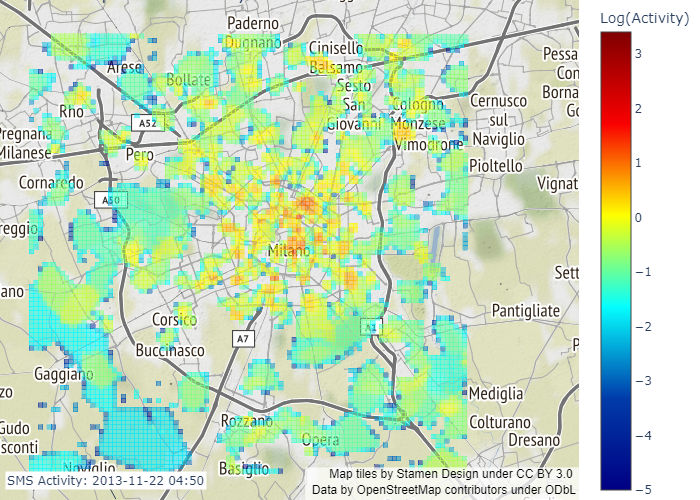 Log(Activity)
Paderno
Dugnano
Cinisello
Balsamo
Arese
Bollate
Sesto
San
Giovanni
Cologno
Monzese
Rho
A52
Cernusco
sul
Naviglio
Pessa
Con
Borna
Go
Pregnana
Milanese
Pero
Vimodrone
Pioltello
Cornaredo
A50
Vignat
reggio
Milano
Sett
ano
Corsico
A7
A1
Pantigliate
Buccinasco
P
Gaggiano
zo
Mediglia
Rozzano
Colturano
Gudo
sconti
Opera
Dresano
Noviglio
Basiglio
SMS Activity: 2013-11-22 04:50
Map tiles by Stamen Design under CC BY 3.0
Data by OpenStreetMap contributors under ODbL
3
2
1
0
−1
−2
−3
−4
−5